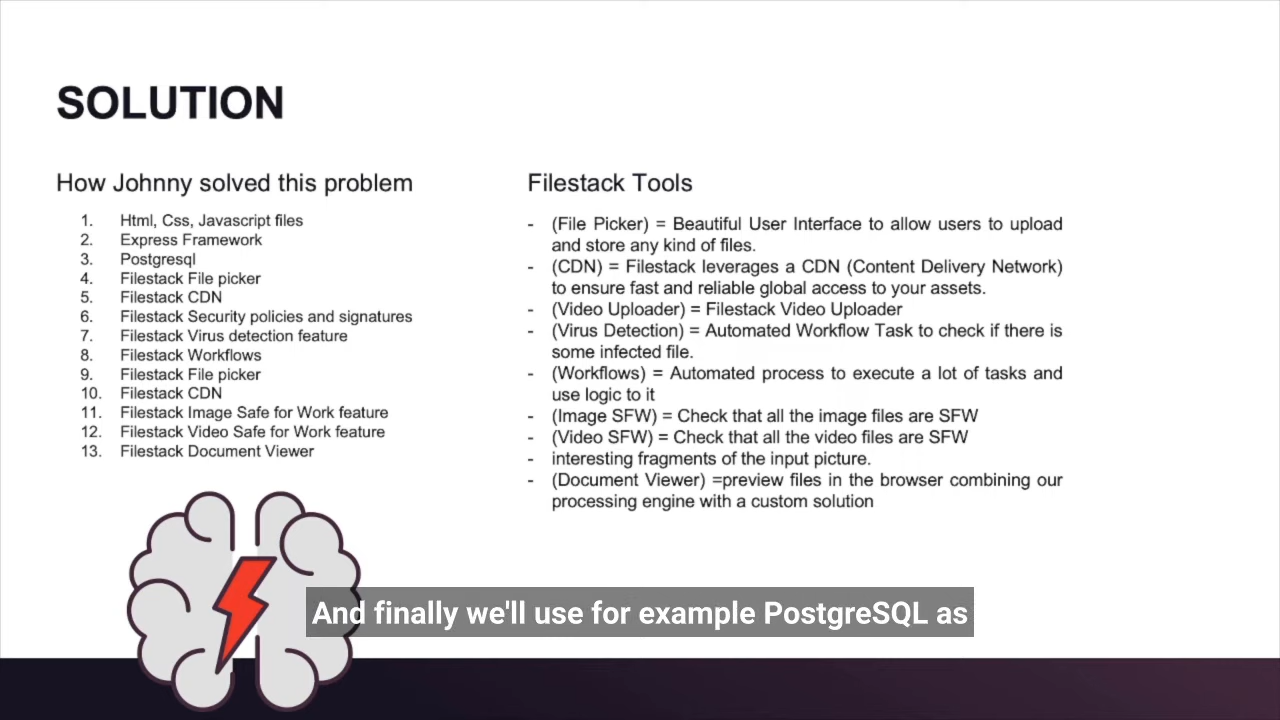 SOLUTION
How Johnny solved this problem
1. Html, Css, Javascript files
2. Express Framework
3. Postgresql
4. Filestack File picker
5. Filestack CDN
6. Filestack Security policies and signatures
7. Filestack Virus detection feature
8. Filestack Workflows
9. Filestack File picker
10. Filestack CDN
11. Filestack Image Safe for Work feature
12. Filestack Video Safe for Work feature
13. Filestack Document Viewer
Filestack Tools
- (File Picker) = Beautiful User Interface to allow users to upload
and store any kind of files.
- (CDN) = Filestack leverages a CDN (Content Delivery Network)
to ensure fast and reliable global access to your assets.
- (Video Uploader) = Filestack Video Uploader
- (Virus Detection) = Automated Workflow Task to check if there is
some infected file.
- (Workflows) = Automated process to execute a lot of tasks and
use logic to it
- (Image SFW) = Check that all the image files are SFW
- (Video SFW) = Check that all the video files are SFW
- interesting fragments of the input picture.
- (Document Viewer) =preview files in the browser combining our
processing engine with a custom solution
And finally we'll use for example PostgreSQL as